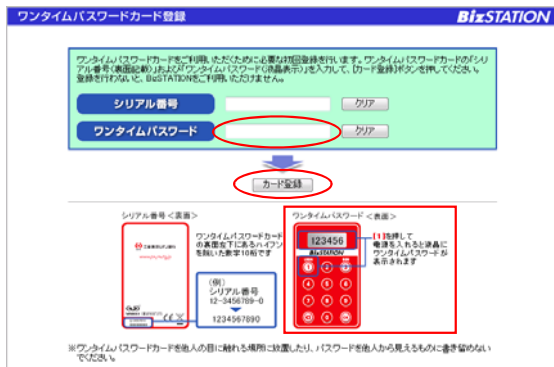 ワンタイムパスワードカード登録
BizSTATION
ワンタイムパスワードカードをご利用いただくために必要な初回登録を行います。ワンタイムパスワードカードの「シリ
アル番号(裏面記載)」および「ワンタイムパスワード(液晶表示)」を入力して、[カード登録]ボタンを押してください。
登録を行わないと、BizSTATIONをご利用いただけません。
シリアル番号
クリア
ワンタイムパスワード
クリア
カード登録
シリアル番号<裏面>
ワンタイムパスワードカード
の裏面左下にあるハイフン
を除いた数字10桁です
(例)
シリアル番号
12-3456789-0
1234567890
ワンタイムパスワード<表面>
123456
BizSTATION
[1]を押して
電源を入れると液晶に
ワンタイムパスワードが
表示されます
※ワンタイムパスワードカードを他人の目に触れる場所に放置したり、パスワードを他人から見えるものに書き留めない
でください。